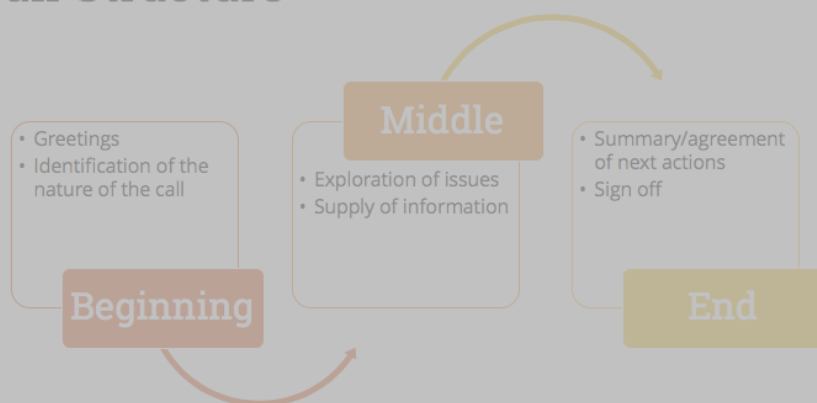 Structure
• Greetings
• Identification of the
nature of the call
Beginning
Middle
• Exploration of issues
• Supply of information
• Summary/agreement
of next actions
• Sign off
End